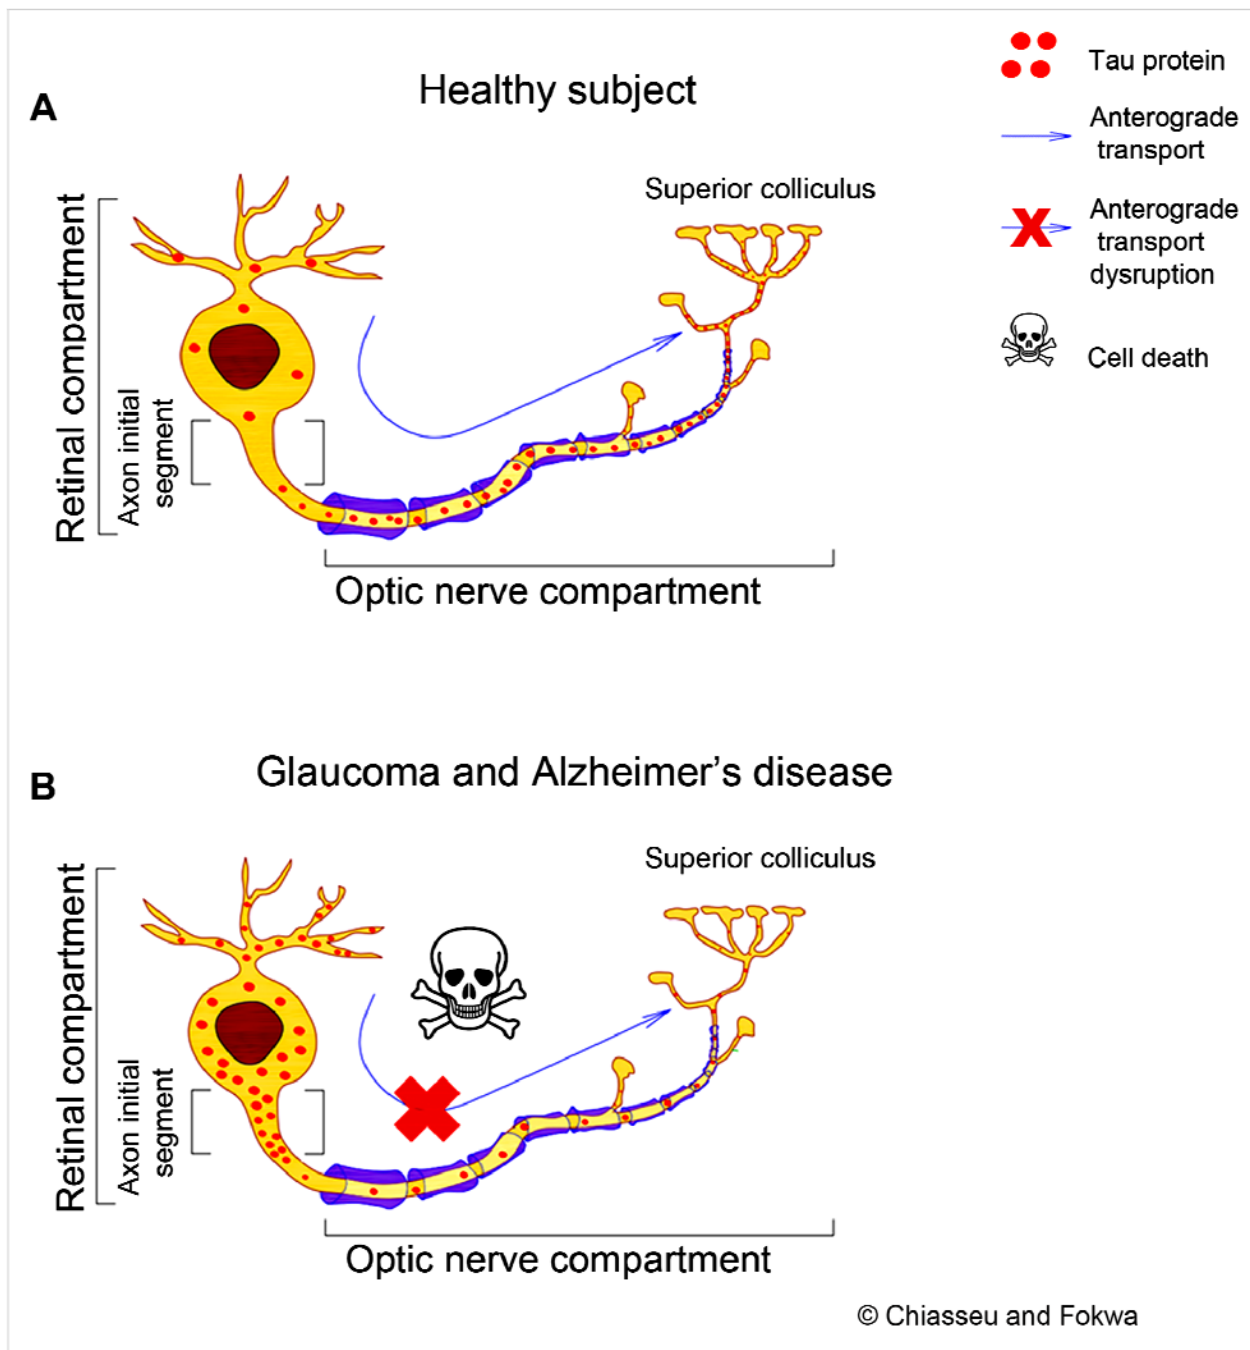 A
Healthy subject
Tau protein
Anterograde
transport
Anterograde
transport
dysruption
Cell death
Superior colliculus
Retinal compartment
Axon initial
segment
Optic nerve compartment
B
Glaucoma and Alzheimer’s disease
Superior colliculus
Retinal compartment
Axon initial
segment
Optic nerve compartment
© Chiasseu and Fokwa